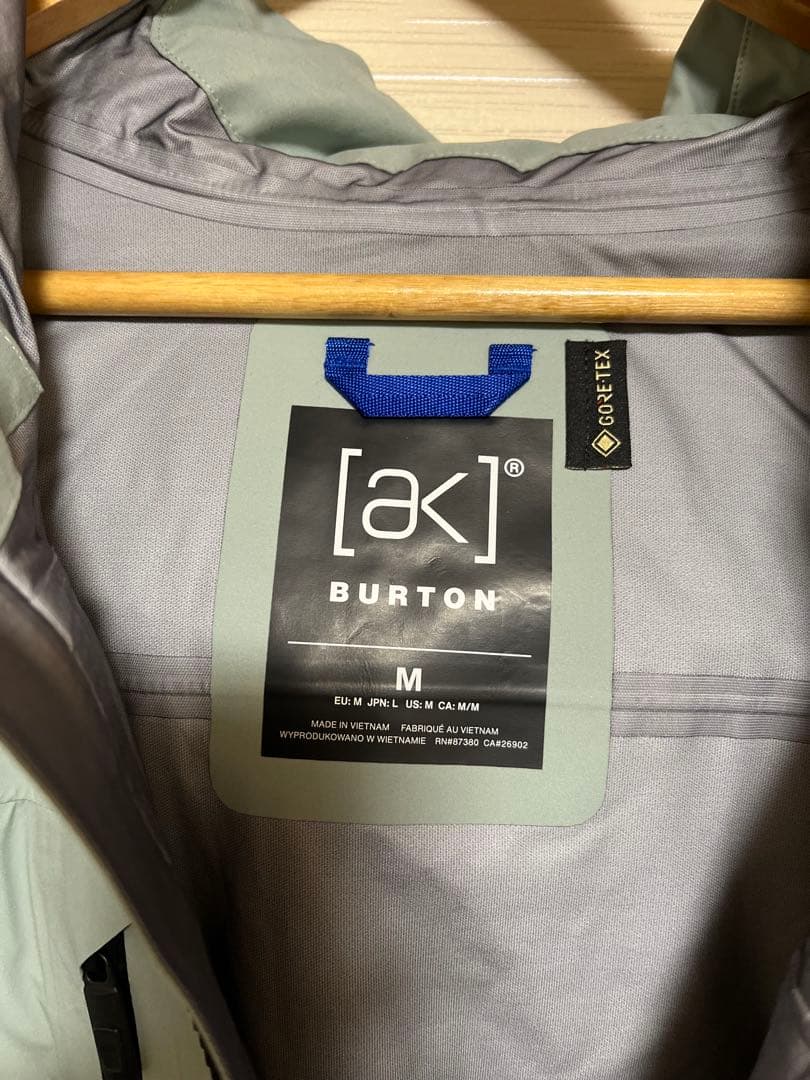 GORE-TEX
[ak]®
BURTON
M
EU: M JPN: L US: M CA: M/M
MADE IN VIETNAM FABRIQUÉ AU VIETNAM
WYPRODUKOWANO W WIETNAMIE RN#87380 CA#26902